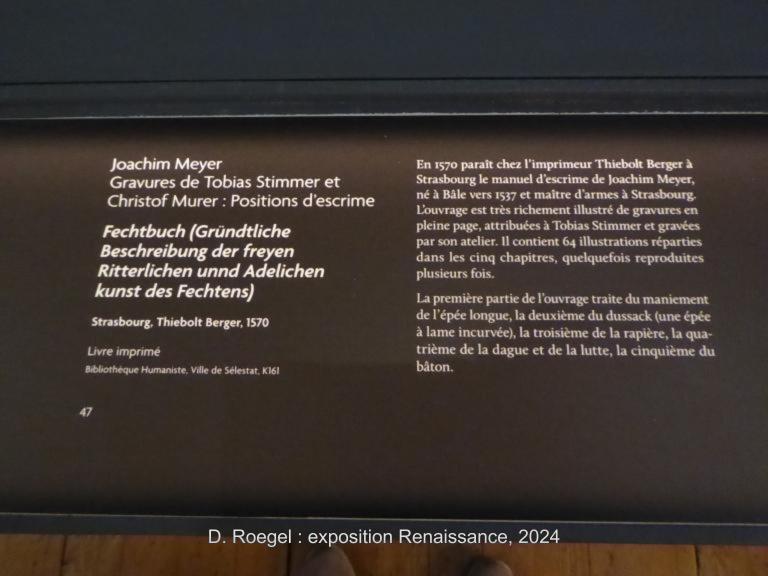 Joachim Meyer
Gravures de Tobias Stimmer et
Christof Murer : Positions d'escrime
Fechtbuch (Gründtliche
Beschreibung der freyen
Ritterlichen unnd Adelichen
kunst des Fechtens)
Strasbourg, Thiebolt Berger, 1570
Livre imprimé
Bibliothèque Humaniste, Ville de Sélestat, K161
47
En 1570 paraît chez l'imprimeur Thiebolt Berger à
Strasbourg le manuel d'escrime de Joachim Meyer,
né à Bâle vers 1537 et maître d'armes à Strasbourg.
L'ouvrage est très richement illustré de gravures en
pleine page, attribuées à Tobias Stimmer et gravées
par son atelier. Il contient 64 illustrations réparties
dans les cinq chapitres, quelquefois reproduites
plusieurs fois.
La première partie de l'ouvrage traite du maniement
de l'épée longue, la deuxième du dussack (une épée
à lame incurvée), la troisième de la rapière, la qua-
trième de la dague et de la lutte, la cinquième du
bâton.
D. Roegel : exposition Renaissance, 2024